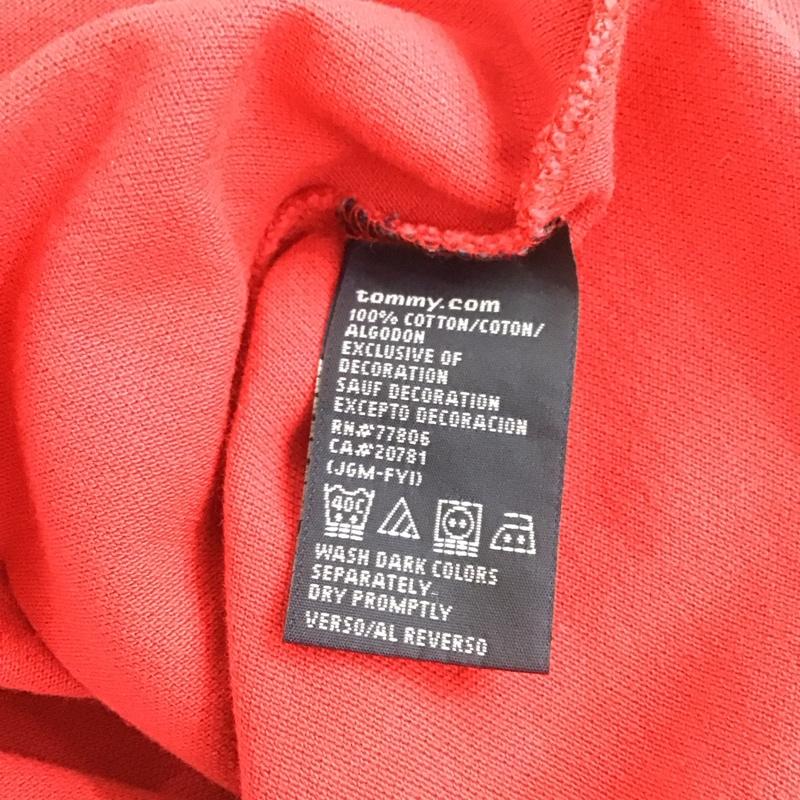 tommy.com
100% COTTON/COTON/
ALGODON
EXCLUSIVE OF
DECORATION
SAUF DECORATION
EXCEPTO DECORACION
RN#77806
CA#20781
(JGM-FYI)
40C
WASH DARK COLORS
SEPARATELY-
DRY PROMPTLY
VERSO/AL REVERSO